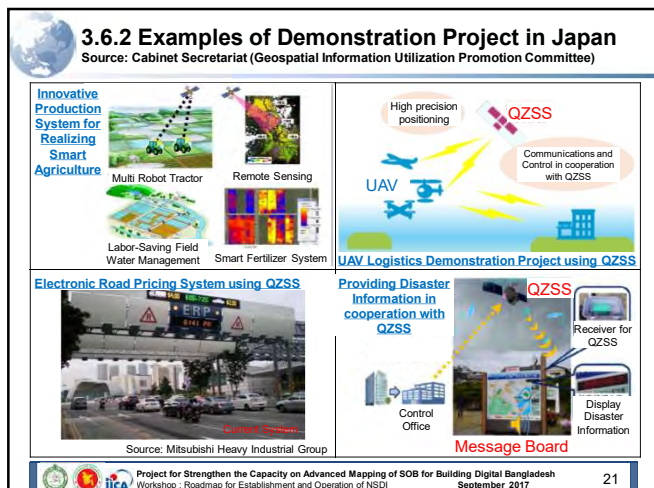 3.6.2 Examples of Demonstration Project in Japan
Source: Cabinet Secretariat (Geospatial Information Utilization Promotion Committee)
Innovative
Production
System for
Realizing
Smart
Agriculture
Multi Robot Tractor
Remote Sensing
Labor-Saving Field
Water Management
Smart Fertilizer System
High precision
positioning
QZSS
Communications and
Control in cooperation
with QZSS
UAV
UAV Logistics Demonstration Project using QZSS
Electronic Road Pricing System using QZSS
ERP
Current system
Source: Mitsubishi Heavy Industrial Group
Providing Disaster
Information in
cooperation with
QZSS
QZSS
Receiver for
QZSS
Control
Office
Display
Disaster
Information
Message Board
JICA
Project for Strengthen the Capacity on Advanced Mapping of SOB for Building Digital Bangladesh
Workshop : Roadmap for Establishment and Operation of NSDI September 2017
21